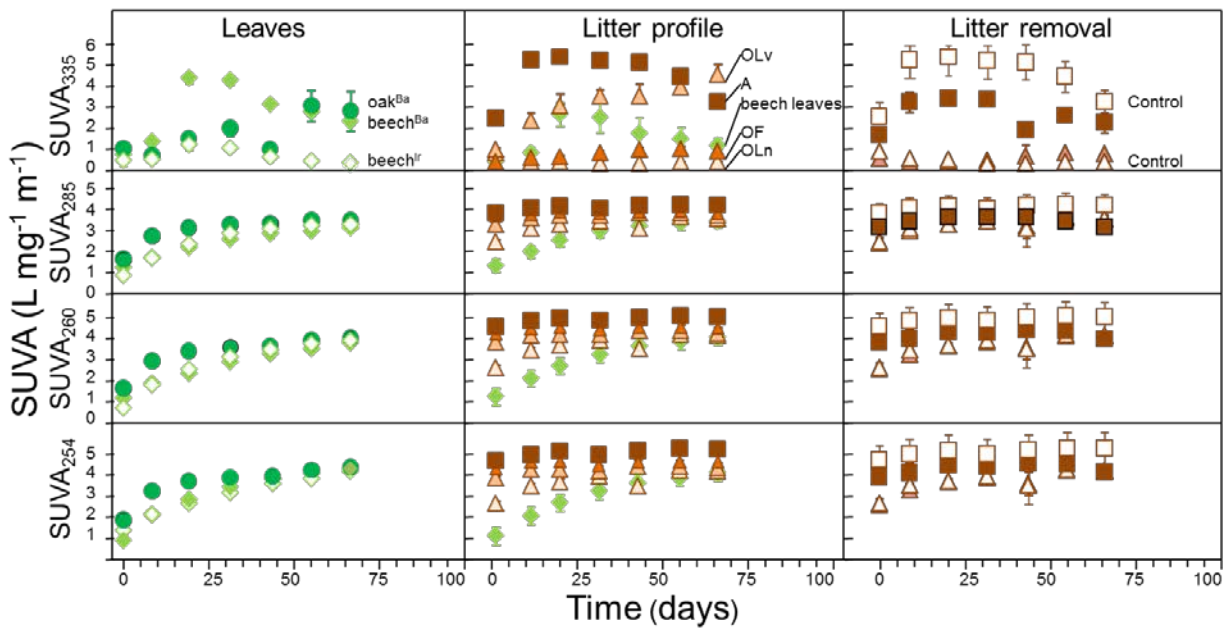 Leaves
Litter profile
Litter removal
SUVA (L mg⁻¹ m⁻¹)
SUVA₃₃₅
6
5
4
3
2
1
0
oakᴮᵃ
beechᴮᵃ
beechᴵʳ
OLv
A
beech leaves
OF
OLn
Control
Control
SUVA₂₈₅
5
4
3
2
1
0
SUVA₂₆₀
5
4
3
2
1
0
SUVA₂₅₄
5
4
3
2
1
0 25 50 75 100
0 25 50 75 100
0 25 50 75 100
Time (days)